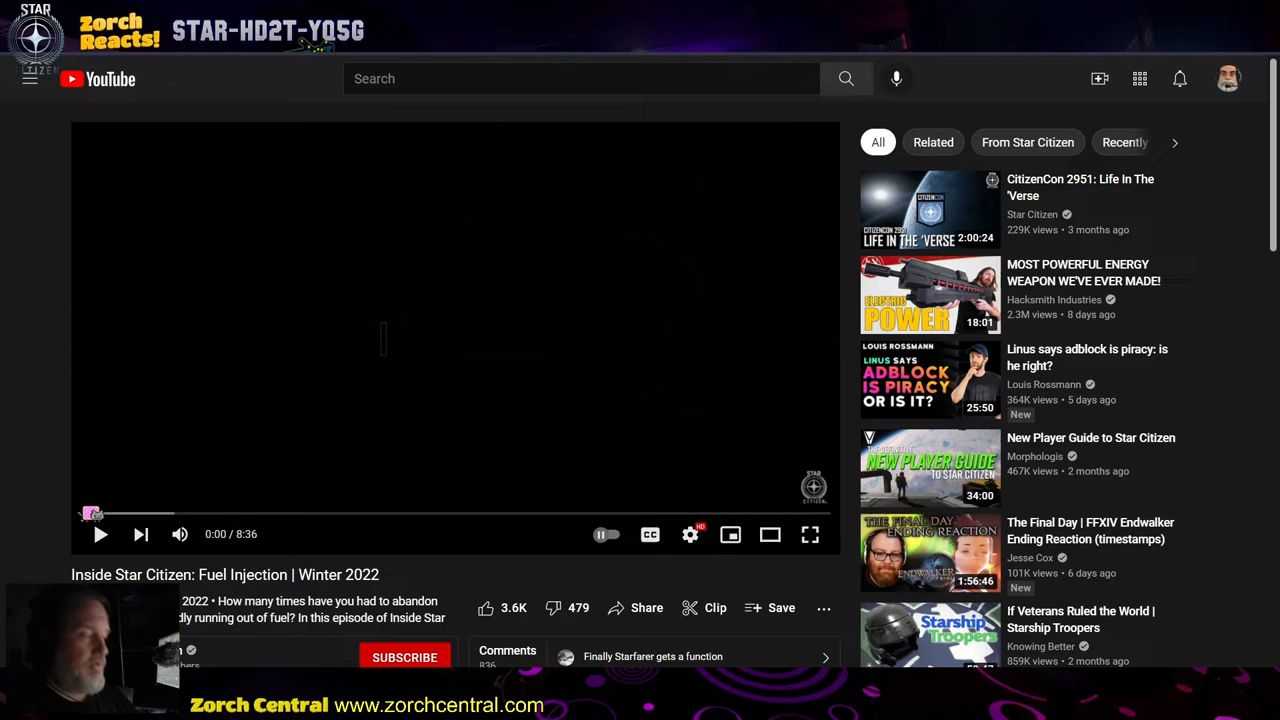 STAR
CITIZEN
Zorch
Reacts!
STAR-HD2T-YQ5G
YouTube
Search
All
Related
From Star Citizen
Recently
CITIZENCON
CITIZENCON 2951:
LIFE IN THE 'VERSE
2:00:24
CitizenCon 2951: Life In The
'Verse
Star Citizen
229K views • 3 months ago
ELECTRIC
POWER
18:01
MOST POWERFUL ENERGY
WEAPON WE'VE EVER MADE!
Hacksmith Industries
2.3M views • 8 days ago
LOUIS ROSSMANN
LINUS SAYS
ADBLOCK
IS PIRACY
OR IS IT?
25:50
Linus says adblock is piracy: is
he right?
Louis Rossmann
364K views • 5 days ago
New
THE DEFINITIVE
NEW PLAYER GUIDE
TO STAR CITIZEN
34:00
New Player Guide to Star Citizen
Morphologis
467K views • 2 months ago
THE FINAL DAY
ENDING REACTION
ENDWALKER
1:56:46
The Final Day | FFXIV Endwalker
Ending Reaction (timestamps)
Jesse Cox
101K views • 6 days ago
New
Starship
Troopers
If Veterans Ruled the World |
Starship Troopers
Knowing Better
859K views • 2 months ago
STAR
CITIZEN
0:00 / 8:36
HD
Inside Star Citizen: Fuel Injection | Winter 2022
2022 • How many times have you had to abandon
dly running out of fuel? In this episode of Inside Star
3.6K
479
Share
Clip
Save
SUBSCRIBE
Comments
836
Finally Starfarer gets a function
Zorch Central www.zorchcentral.com